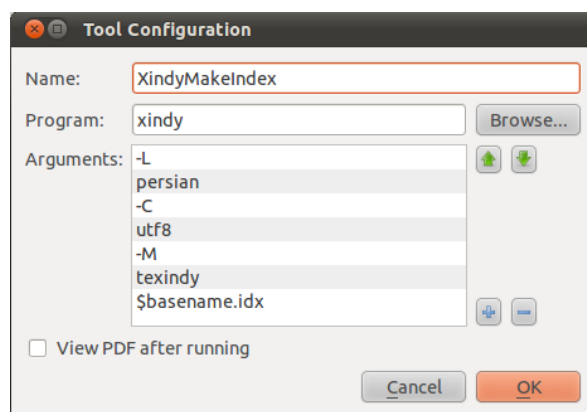 Tool Configuration
Name: XindyMakeIndex
Program: xindy Browse...
Arguments: -L
persian
-C
utf8
-M
texindy
$basename.idx
View PDF after running
Cancel OK